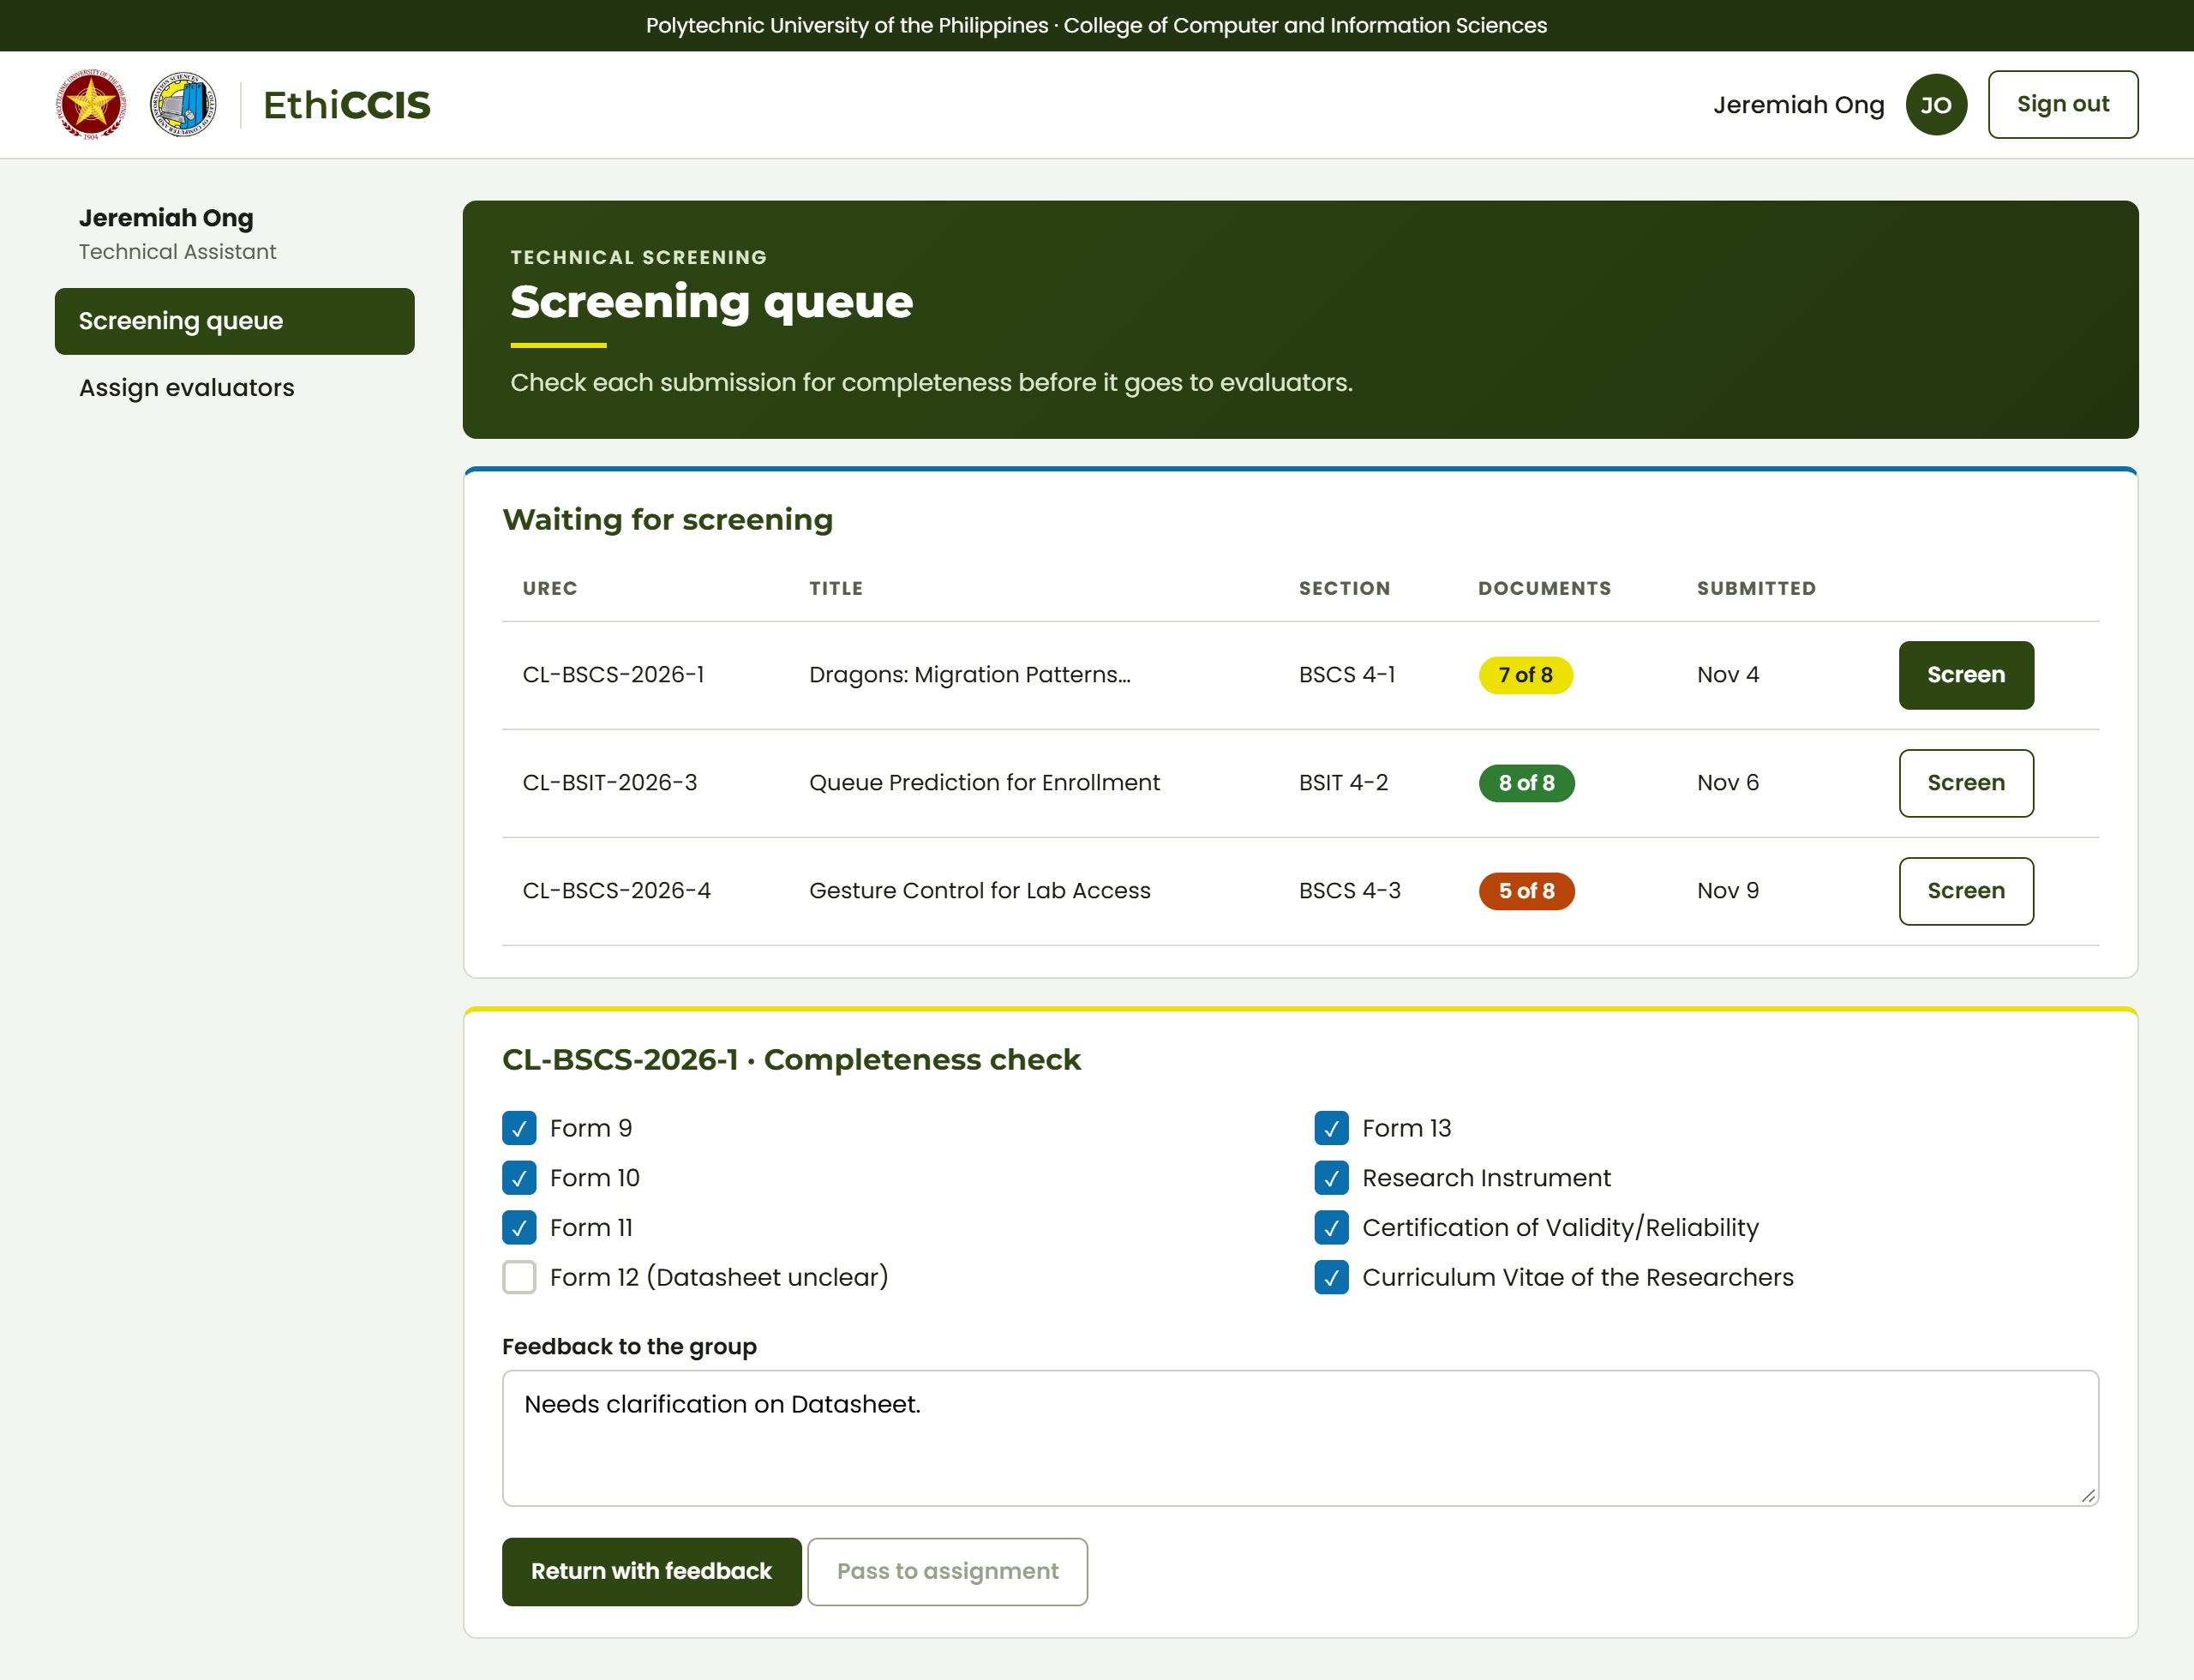 Polytechnic University of the Philippines · College of Computer and Information Sciences
POLYTECHNIC UNIVERSITY OF THE PHILIPPINES
1904
EthiCCIS
Jeremiah Ong
JO
Sign out
Jeremiah Ong
Technical Assistant
Screening queue
Assign evaluators
TECHNICAL SCREENING
Screening queue
Check each submission for completeness before it goes to evaluators.
Waiting for screening
UREC TITLE SECTION DOCUMENTS SUBMITTED
CL-BSCS-2026-1 Dragons: Migration Patterns... BSCS 4-1 7 of 8 Nov 4 Screen
CL-BSIT-2026-3 Queue Prediction for Enrollment BSIT 4-2 8 of 8 Nov 6 Screen
CL-BSCS-2026-4 Gesture Control for Lab Access BSCS 4-3 5 of 8 Nov 9 Screen
CL-BSCS-2026-1 · Completeness check
Form 9
Form 10
Form 11
Form 12 (Datasheet unclear)
Form 13
Research Instrument
Certification of Validity/Reliability
Curriculum Vitae of the Researchers
Feedback to the group
Needs clarification on Datasheet.
Return with feedback
Pass to assignment